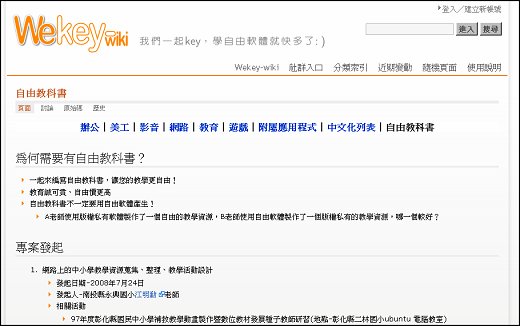 登入／建立新帳號
Wekey-wiki 我們一起key，學自由軟體就快多了:)
進入 搜尋
Wekey-wiki 社群入口 分類索引 近期變動 隨機頁面 使用說明
自由教科書
頁面 討論 原始碼 歷史
辦公 | 美工 | 影音 | 網路 | 教育 | 遊戲 | 附屬應用程式 | 中文化列表 | 自由教科書
為何需要有自由教科書？
一起來編寫自由教科書，讓您的教學更自由！
教育誠可貴、自由價更高
自由教科書不一定要用自由軟體產生！
A老師使用版權私有軟體製作了一個自由的教學資源，B老師使用自由軟體製作了一個版權私有的教學資源，哪一個較好？
專案發起
1. 網路上的中小學教學資源蒐集、整理、教學活動設計
發起日期-2008年7月24日
發起人-南投縣永興國小江明勳老師
相關活動
97年度彰化縣國民中小學補救教學動畫製作暨數位教材發展種子教師研習(地點-彰化縣二林國小ubuntu 電腦教室)